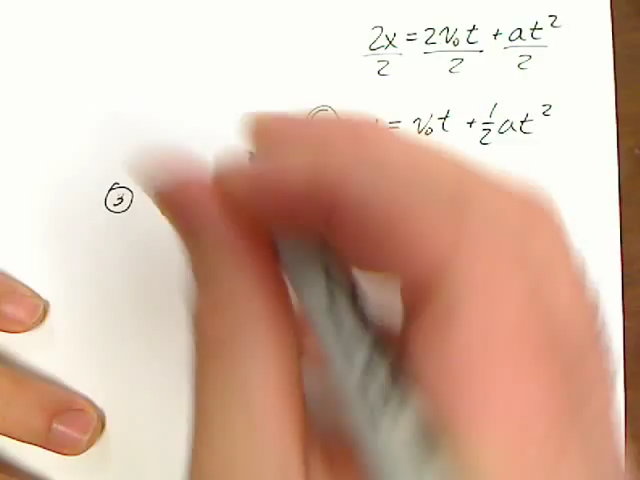 2x/2 = 2v₀t/2 + at²/2
= v₀t + ½at²
③